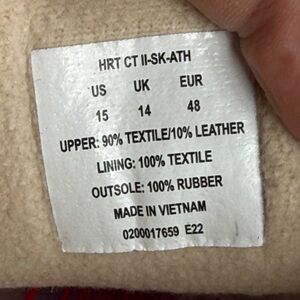 HRT CT II-SK-ATH
US UK EUR
15 14 48
UPPER: 90% TEXTILE/10% LEATHER
LINING: 100% TEXTILE
OUTSOLE: 100% RUBBER
MADE IN VIETNAM
0200017659 E22